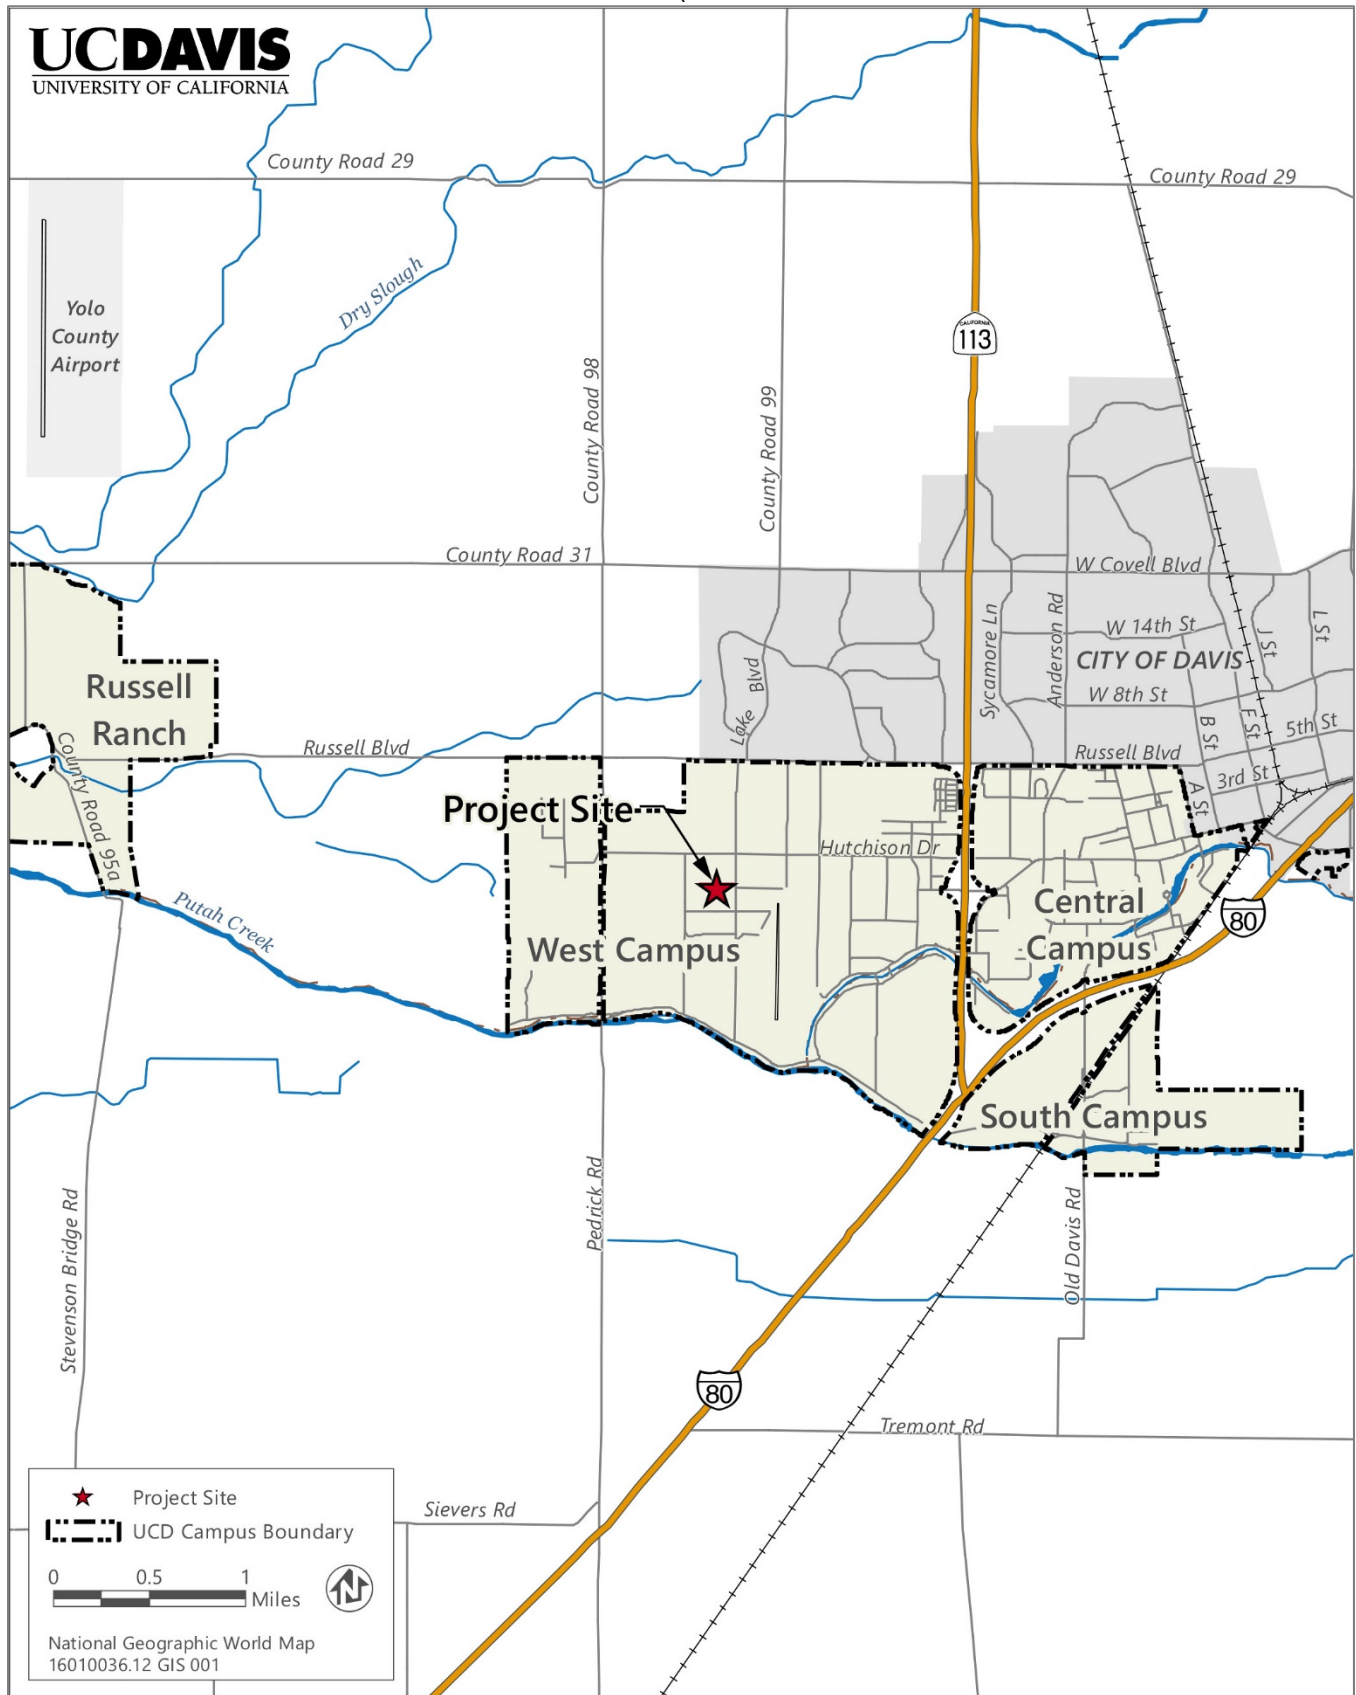 UCDAVIS
UNIVERSITY OF CALIFORNIA
County Road 29
County Road 29
Yolo
County
Airport
Dry Slough
CALIFORNIA
113
County Road 98
County Road 99
County Road 31
W Covell Blvd
Sycamore Ln
Anderson Rd
W 14th St
J St
L St
CITY OF DAVIS
Russell
Ranch
Lake Blvd
W 8th St
B St
F St
5th St
Russell Blvd
Russell Blvd
3rd St
A St
County Road 95a
Project Site
Hutchison Dr
Putah Creek
West Campus
Central
Campus
80
South Campus
Stevenson Bridge Rd
Pedrick Rd
Old Davis Rd
80
Tremont Rd
Sievers Rd
Project Site
UCD Campus Boundary
0 0.5 1
Miles
N
National Geographic World Map
16010036.12 GIS 001